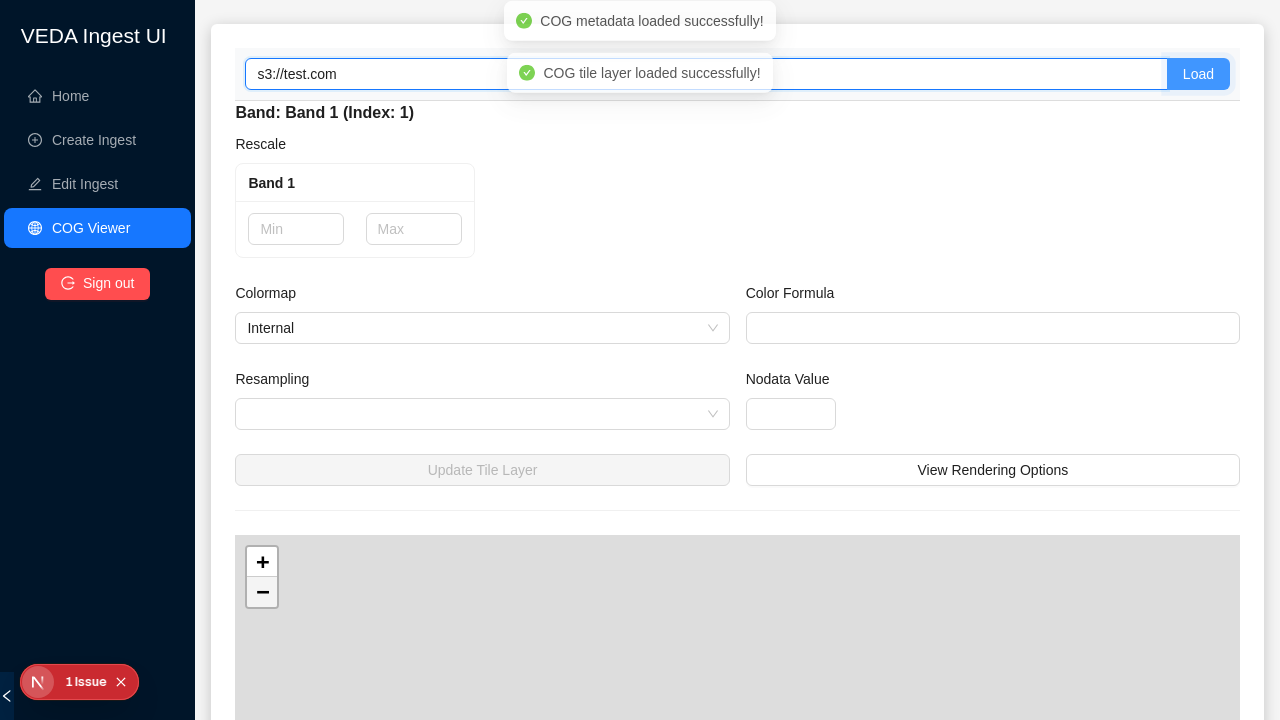 VEDA Ingest UI
Home
Create Ingest
Edit Ingest
COG Viewer
Sign out
1 Issue
COG metadata loaded successfully!
COG tile layer loaded successfully!
s3://test.com
Load
Band: Band 1 (Index: 1)
Rescale
Band 1
Min Max
Colormap Color Formula
Internal
Resampling Nodata Value
Update Tile Layer View Rendering Options
+
−